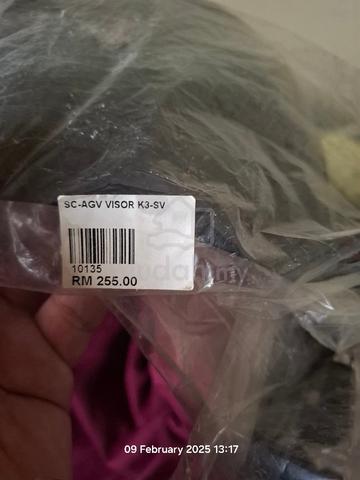 SC-AGV VISOR K3-SV
10135
RM 255.00
09 February 2025 13:17